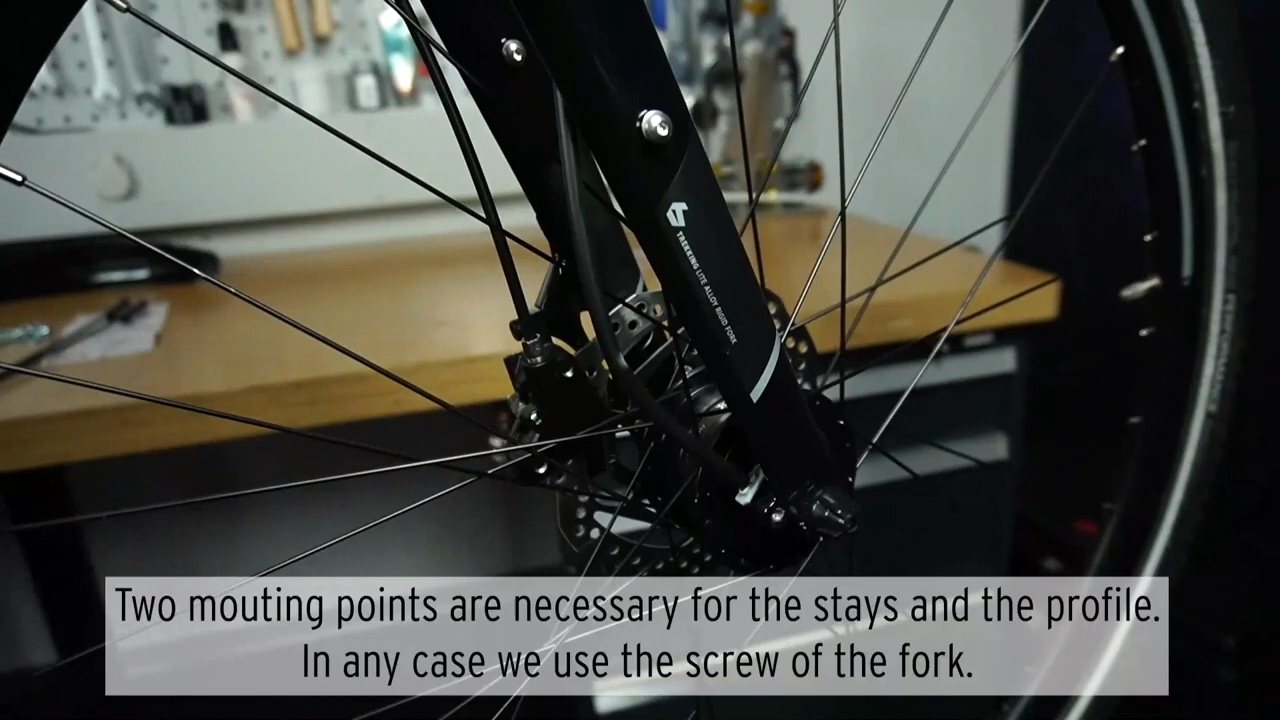 TREKKING LITE ALLOY RIGID FORK
Two mouting points are necessary for the stays and the profile.
In any case we use the screw of the fork.